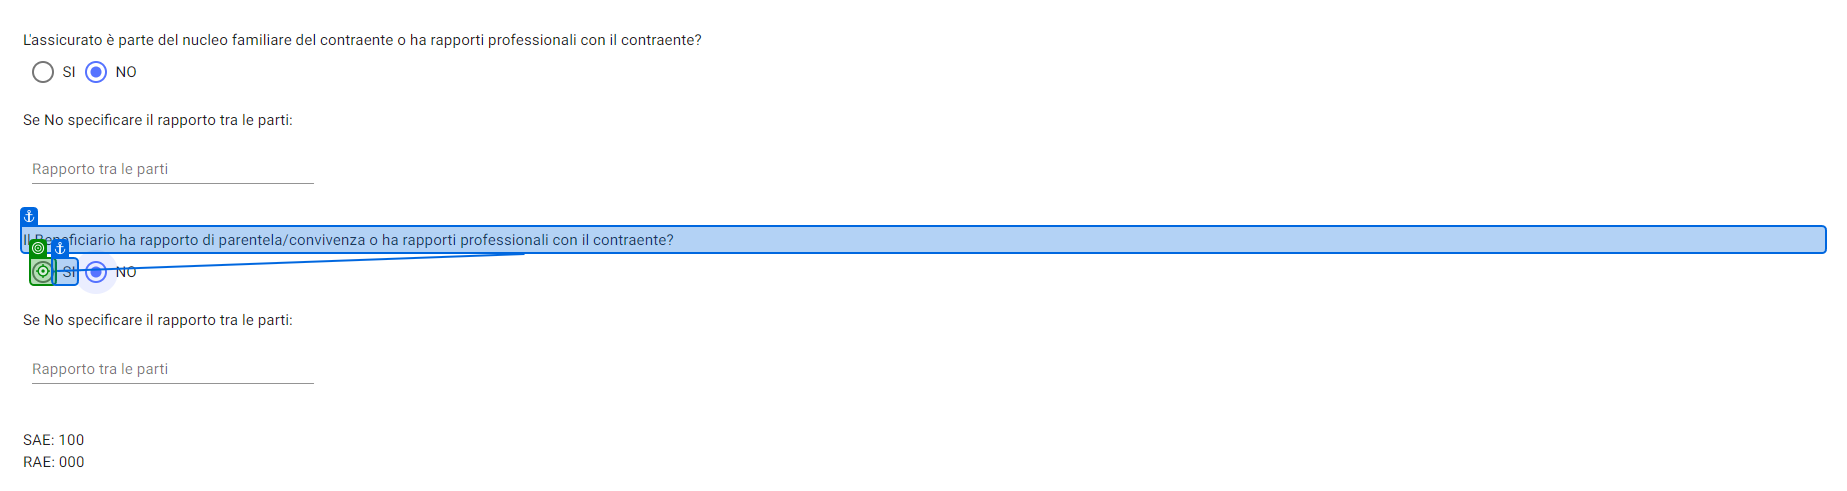 L'assicurato è parte del nucleo familiare del contraente o ha rapporti professionali con il contraente?
SI NO
Se No specificare il rapporto tra le parti:
Rapporto tra le parti
Il Beneficiario ha rapporto di parentela/convivenza o ha rapporti professionali con il contraente?
SI NO
Se No specificare il rapporto tra le parti:
Rapporto tra le parti
SAE: 100
RAE: 000